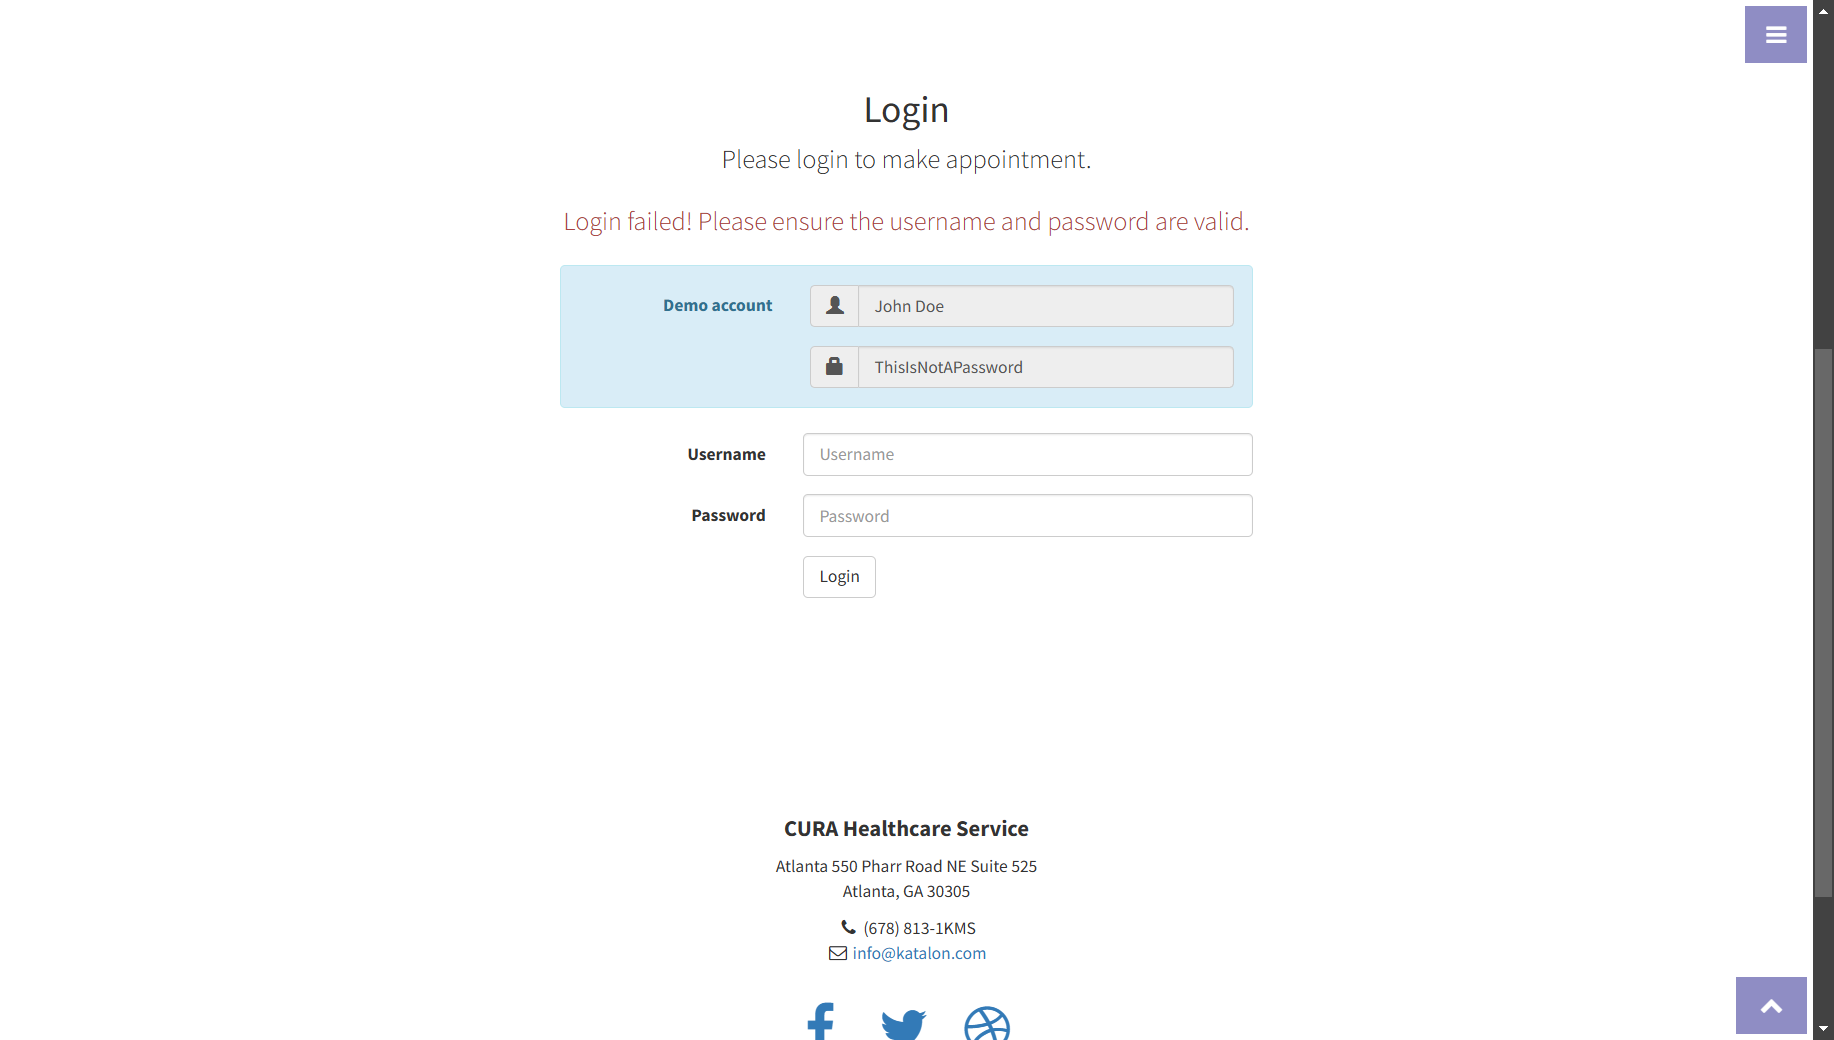 Login
Please login to make appointment.
Login failed! Please ensure the username and password are valid.
Demo account
John Doe
ThisIsNotAPassword
Username
Username
Password
Password
Login
CURA Healthcare Service
Atlanta 550 Pharr Road NE Suite 525
Atlanta, GA 30305
(678) 813-1KMS
info@katalon.com